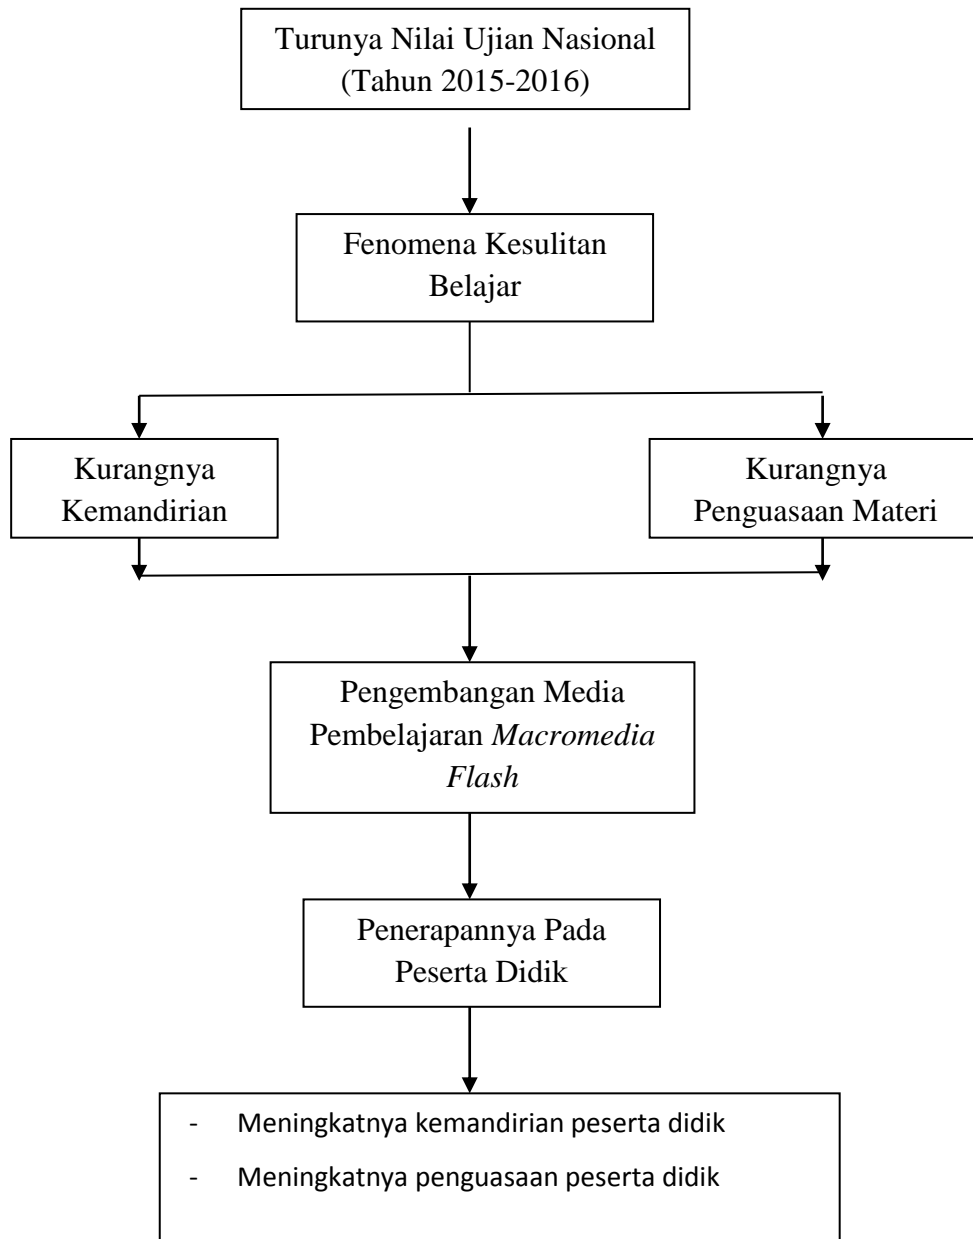 Turunya Nilai Ujian Nasional
(Tahun 2015-2016)
Fenomena Kesulitan
Belajar
Kurangnya
Kemandirian
Kurangnya
Penguasaan Materi
Pengembangan Media
Pembelajaran Macromedia
Flash
Penerapannya Pada
Peserta Didik
- Meningkatnya kemandirian peserta didik
- Meningkatnya penguasaan peserta didik